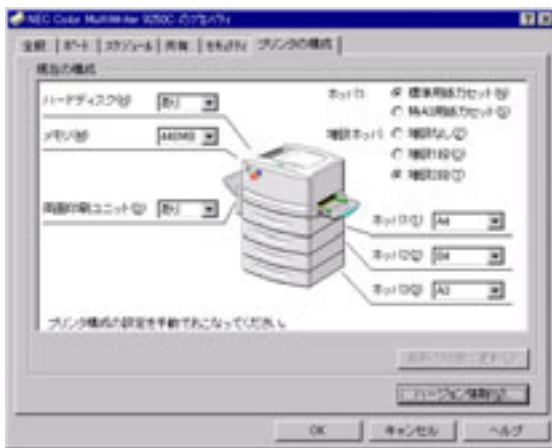 NEC Color MultiWriter 9250C のプロパティ
全般 ポート スケジュール 共有 セキュリティ プリンタの構成
現在の構成
ハードディスク(H) あり
メモリ(M) 448MB
両面印刷ユニット(D) あり
ホッパ1: 標準用紙カセット(N)
特A3用紙カセット(S)
増設ホッパ: 増設なし(Z)
増設1段(O)
増設2段(T)
ホッパ1(1) A4
ホッパ2(2) B4
ホッパ3(3) A3
プリンタ構成の設定を手動でおこなってください。
バージョン情報(V)
OK キャンセル ヘルプ